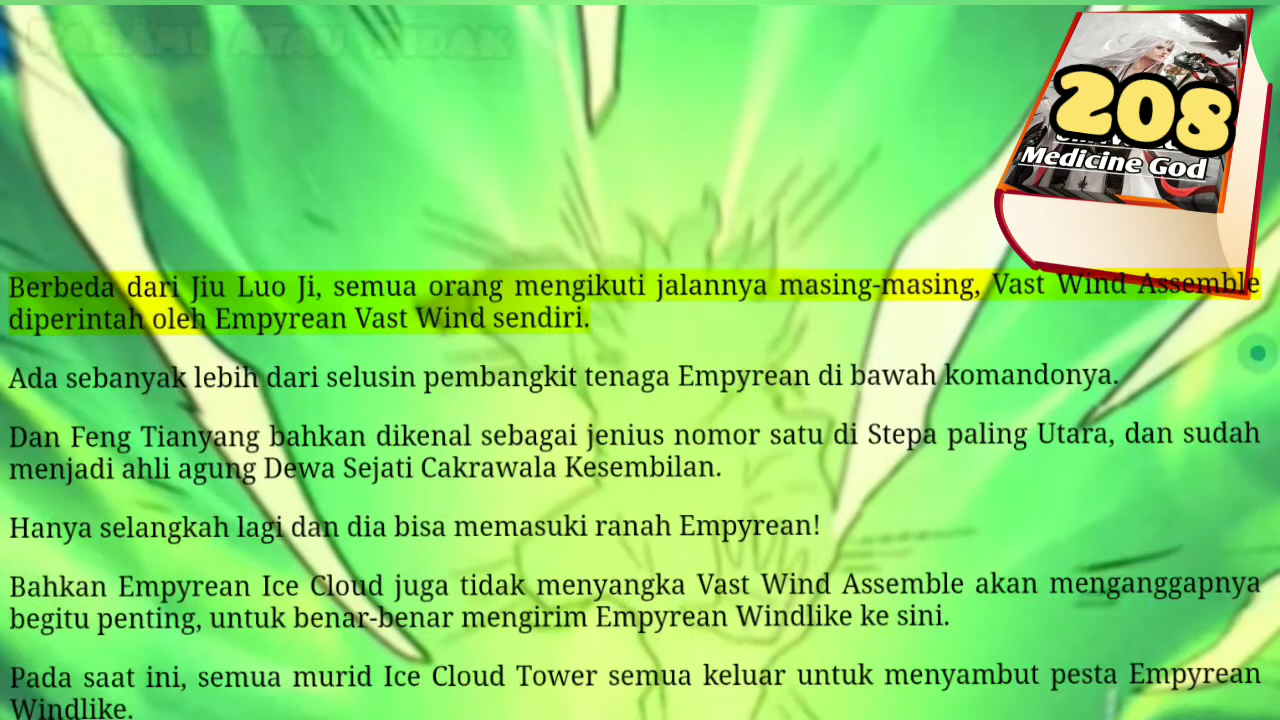 208
Medicine God
Berbeda dari Jiu Luo Ji, semua orang mengikuti jalannya masing-masing, Vast Wind Assemble
diperintah oleh Empyrean Vast Wind sendiri.
Ada sebanyak lebih dari selusin pembangkit tenaga Empyrean di bawah komandonya.
Dan Feng Tianyang bahkan dikenal sebagai jenius nomor satu di Stepa paling Utara, dan sudah
menjadi ahli agung Dewa Sejati Cakrawala Kesembilan.
Hanya selangkah lagi dan dia bisa memasuki ranah Empyrean!
Bahkan Empyrean Ice Cloud juga tidak menyangka Vast Wind Assemble akan menganggapnya
begitu penting, untuk benar-benar mengirim Empyrean Windlike ke sini.
Pada saat ini, semua murid Ice Cloud Tower semua keluar untuk menyambut pesta Empyrean
Windlike.